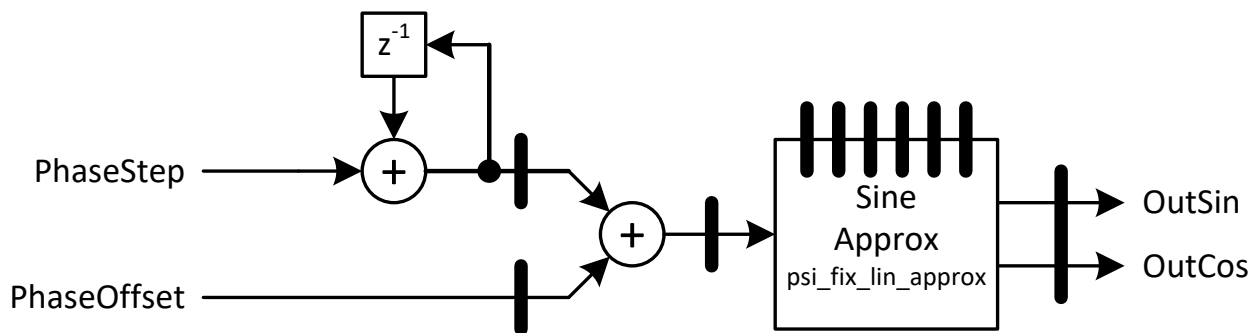 z⁻¹
PhaseStep
+
OutSin
Sine
Approx
psi_fix_lin_approx
+
OutCos
PhaseOffset